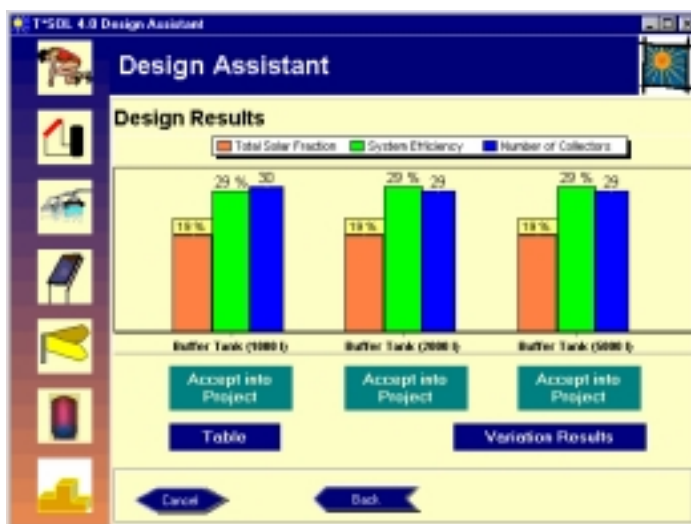 T*SOL 4.0 Design Assistant
Design Assistant
Design Results
Total Solar Fraction System Efficiency Number of Collectors
29 % 30 29 % 29 29 % 29
19 % 19 % 19 %
Buffer Tank (1000 l) Buffer Tank (2000 l) Buffer Tank (5000 l)
Accept into Accept into Accept into
Project Project Project
Table Variation Results
Cancel Back